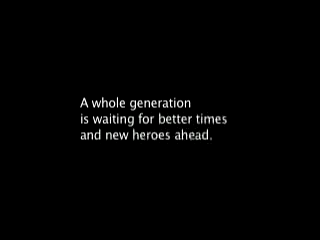 A whole generation
is waiting for better times
and new heroes ahead.